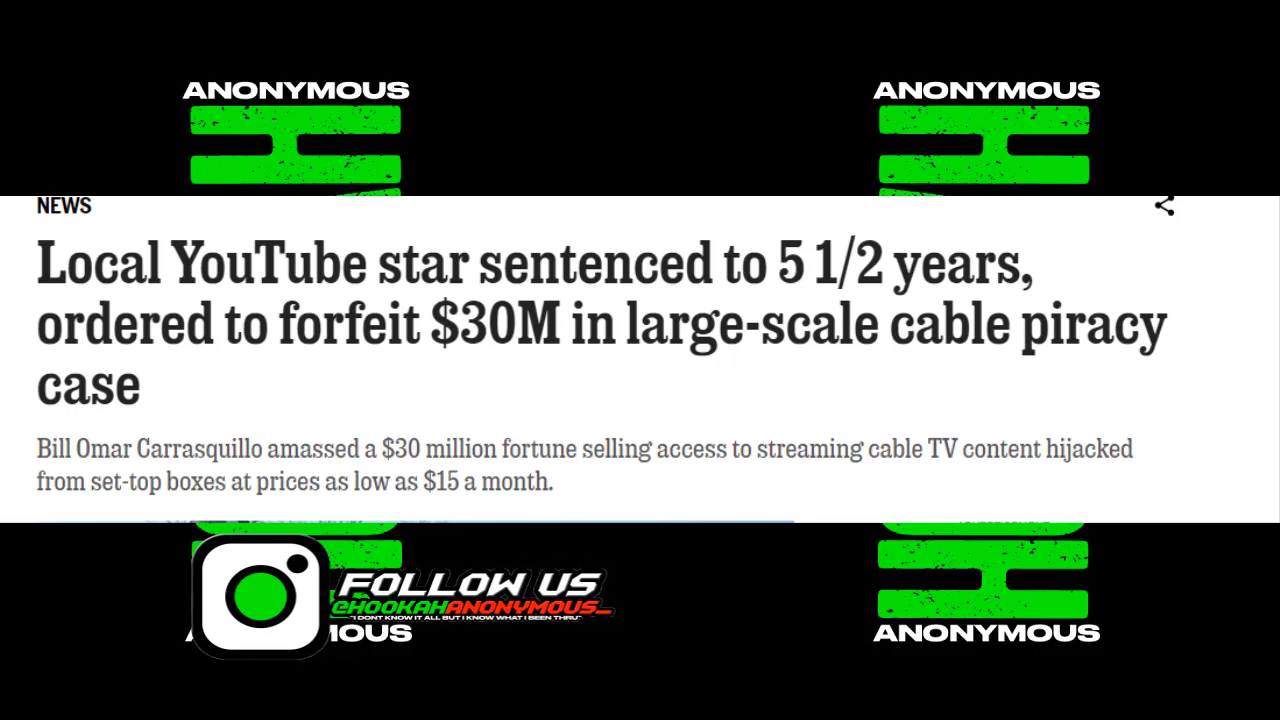 ANONYMOUS
ANONYMOUS
NEWS
Local YouTube star sentenced to 5 1/2 years,
ordered to forfeit $30M in large-scale cable piracy
case
Bill Omar Carrasquillo amassed a $30 million fortune selling access to streaming cable TV content hijacked
from set-top boxes at prices as low as $15 a month.
FOLLOW US
@HOOKAHANONYMOUS_
"I DONT KNOW IT ALL BUT I KNOW WHAT I BEEN THRU"
MOUS
ANONYMOUS